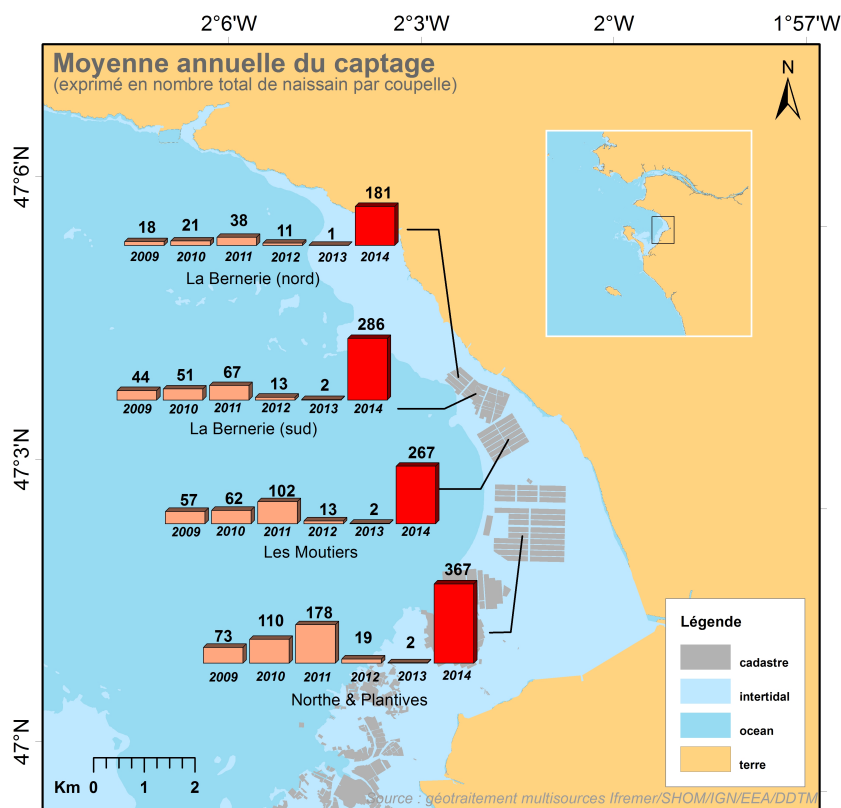 2°6'W 2°3'W 2°W 1°57'W
Moyenne annuelle du captage
(exprimé en nombre total de naissain par coupelle)
N
47°6'N
18 21 38 11 1 181
2009 2010 2011 2012 2013 2014
La Bernerie (nord)
44 51 67 13 2 286
2009 2010 2011 2012 2013 2014
La Bernerie (sud)
47°3'N
57 62 102 13 2 267
2009 2010 2011 2012 2013 2014
Les Moutiers
73 110 178 19 2 367
2009 2010 2011 2012 2013 2014
Northe & Plantives
47°N
Légende
cadastre
intertidal
ocean
terre
Km 0 1 2
Source : géotraitement multisources Ifremer/SHOM/IGN/EEA/DDTM